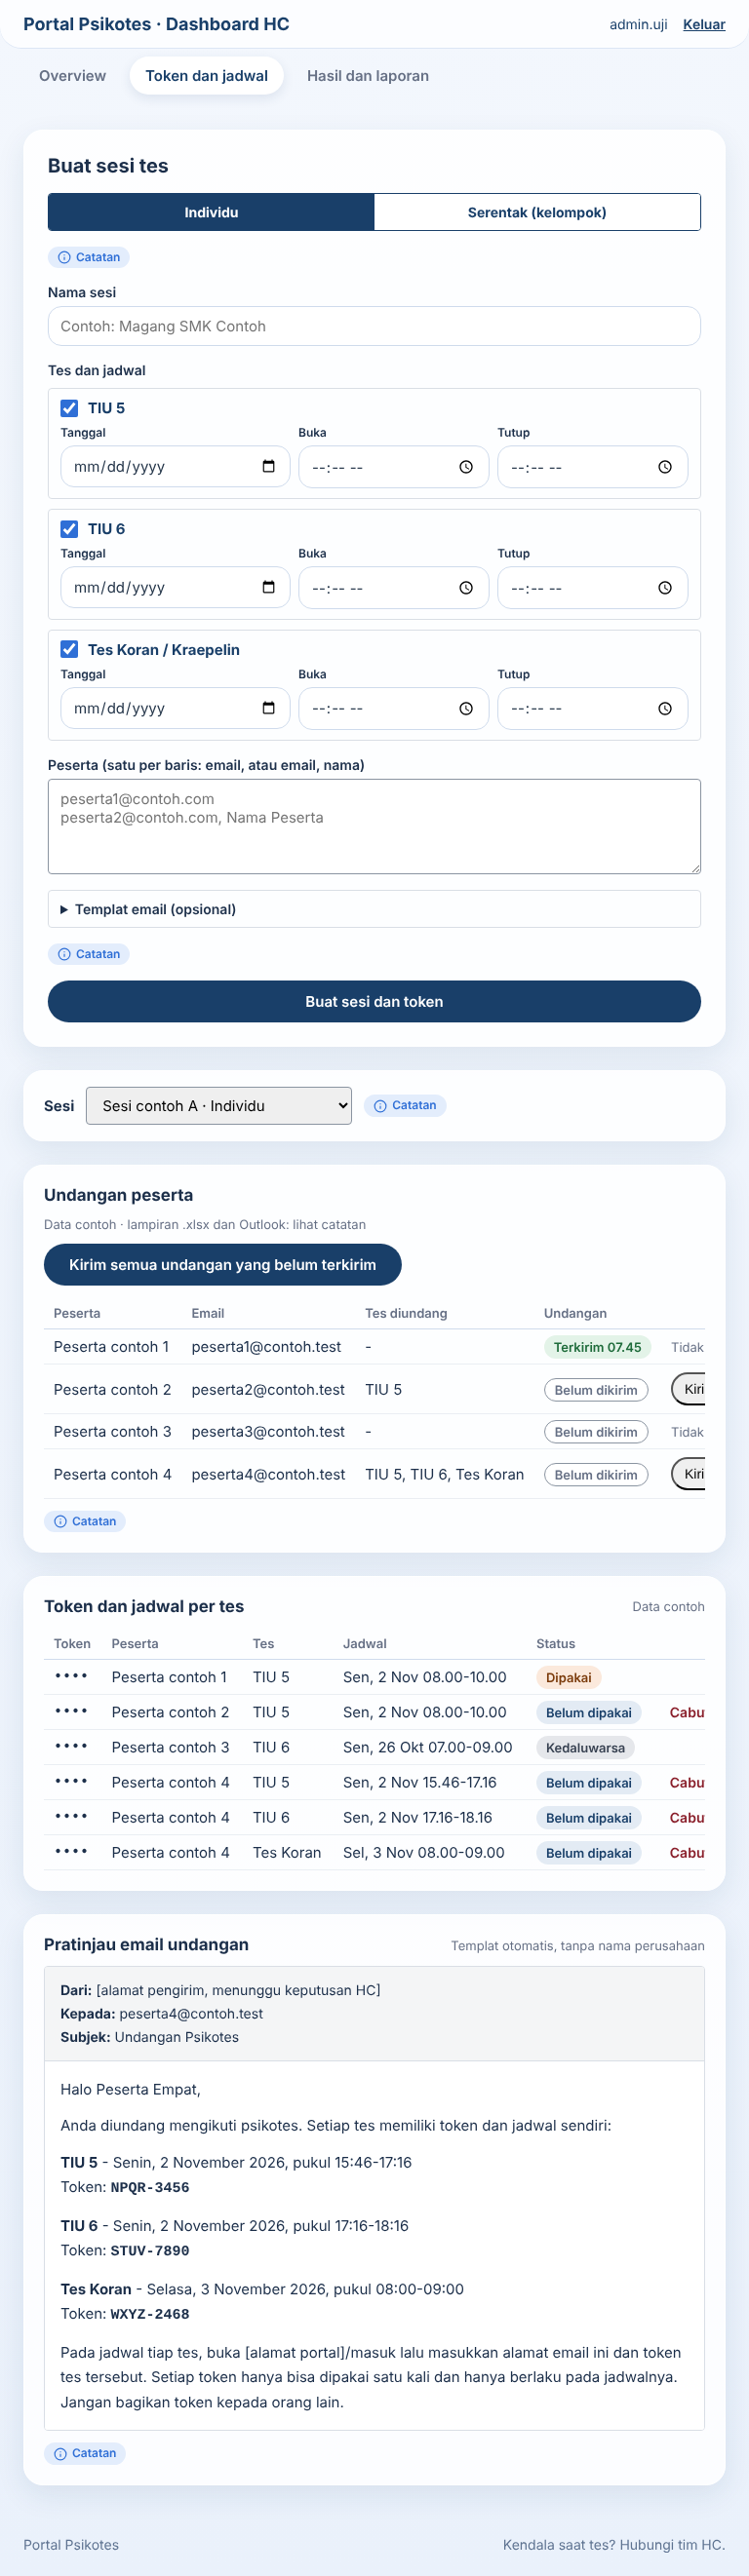 Portal Psikotes · Dashboard HC admin.uji Keluar
Overview Token dan jadwal Hasil dan laporan
Buat sesi tes
Individu Serentak (kelompok)
Catatan
Nama sesi
Contoh: Magang SMK Contoh
Tes dan jadwal
TIU 5
Tanggal Buka Tutup
mm/dd/yyyy --:-- -- --:-- --
TIU 6
Tanggal Buka Tutup
mm/dd/yyyy --:-- -- --:-- --
Tes Koran / Kraepelin
Tanggal Buka Tutup
mm/dd/yyyy --:-- -- --:-- --
Peserta (satu per baris: email, atau email, nama)
peserta1@contoh.com
peserta2@contoh.com, Nama Peserta
Templat email (opsional)
Catatan
Buat sesi dan token
Sesi Sesi contoh A · Individu Catatan
Undangan peserta
Data contoh · lampiran .xlsx dan Outlook: lihat catatan
Kirim semua undangan yang belum terkirim
Peserta Email Tes diundang Undangan
Peserta contoh 1 peserta1@contoh.test - Terkirim 07.45 Tidak
Peserta contoh 2 peserta2@contoh.test TIU 5 Belum dikirim Kiri
Peserta contoh 3 peserta3@contoh.test - Belum dikirim Tidak
Peserta contoh 4 peserta4@contoh.test TIU 5, TIU 6, Tes Koran Belum dikirim Kiri
Catatan
Token dan jadwal per tes Data contoh
Token Peserta Tes Jadwal Status
•••• Peserta contoh 1 TIU 5 Sen, 2 Nov 08.00-10.00 Dipakai
•••• Peserta contoh 2 TIU 5 Sen, 2 Nov 08.00-10.00 Belum dipakai Cabu
•••• Peserta contoh 3 TIU 6 Sen, 26 Okt 07.00-09.00 Kedaluwarsa
•••• Peserta contoh 4 TIU 5 Sen, 2 Nov 15.46-17.16 Belum dipakai Cabu
•••• Peserta contoh 4 TIU 6 Sen, 2 Nov 17.16-18.16 Belum dipakai Cabu
•••• Peserta contoh 4 Tes Koran Sel, 3 Nov 08.00-09.00 Belum dipakai Cabu
Pratinjau email undangan Templat otomatis, tanpa nama perusahaan
Dari: [alamat pengirim, menunggu keputusan HC]
Kepada: peserta4@contoh.test
Subjek: Undangan Psikotes
Halo Peserta Empat,
Anda diundang mengikuti psikotes. Setiap tes memiliki token dan jadwal sendiri:
TIU 5 - Senin, 2 November 2026, pukul 15:46-17:16
Token: NPQR-3456
TIU 6 - Senin, 2 November 2026, pukul 17:16-18:16
Token: STUV-7890
Tes Koran - Selasa, 3 November 2026, pukul 08:00-09:00
Token: WXYZ-2468
Pada jadwal tiap tes, buka [alamat portal]/masuk lalu masukkan alamat email ini dan token
tes tersebut. Setiap token hanya bisa dipakai satu kali dan hanya berlaku pada jadwalnya.
Jangan bagikan token kepada orang lain.
Catatan
Portal Psikotes Kendala saat tes? Hubungi tim HC.